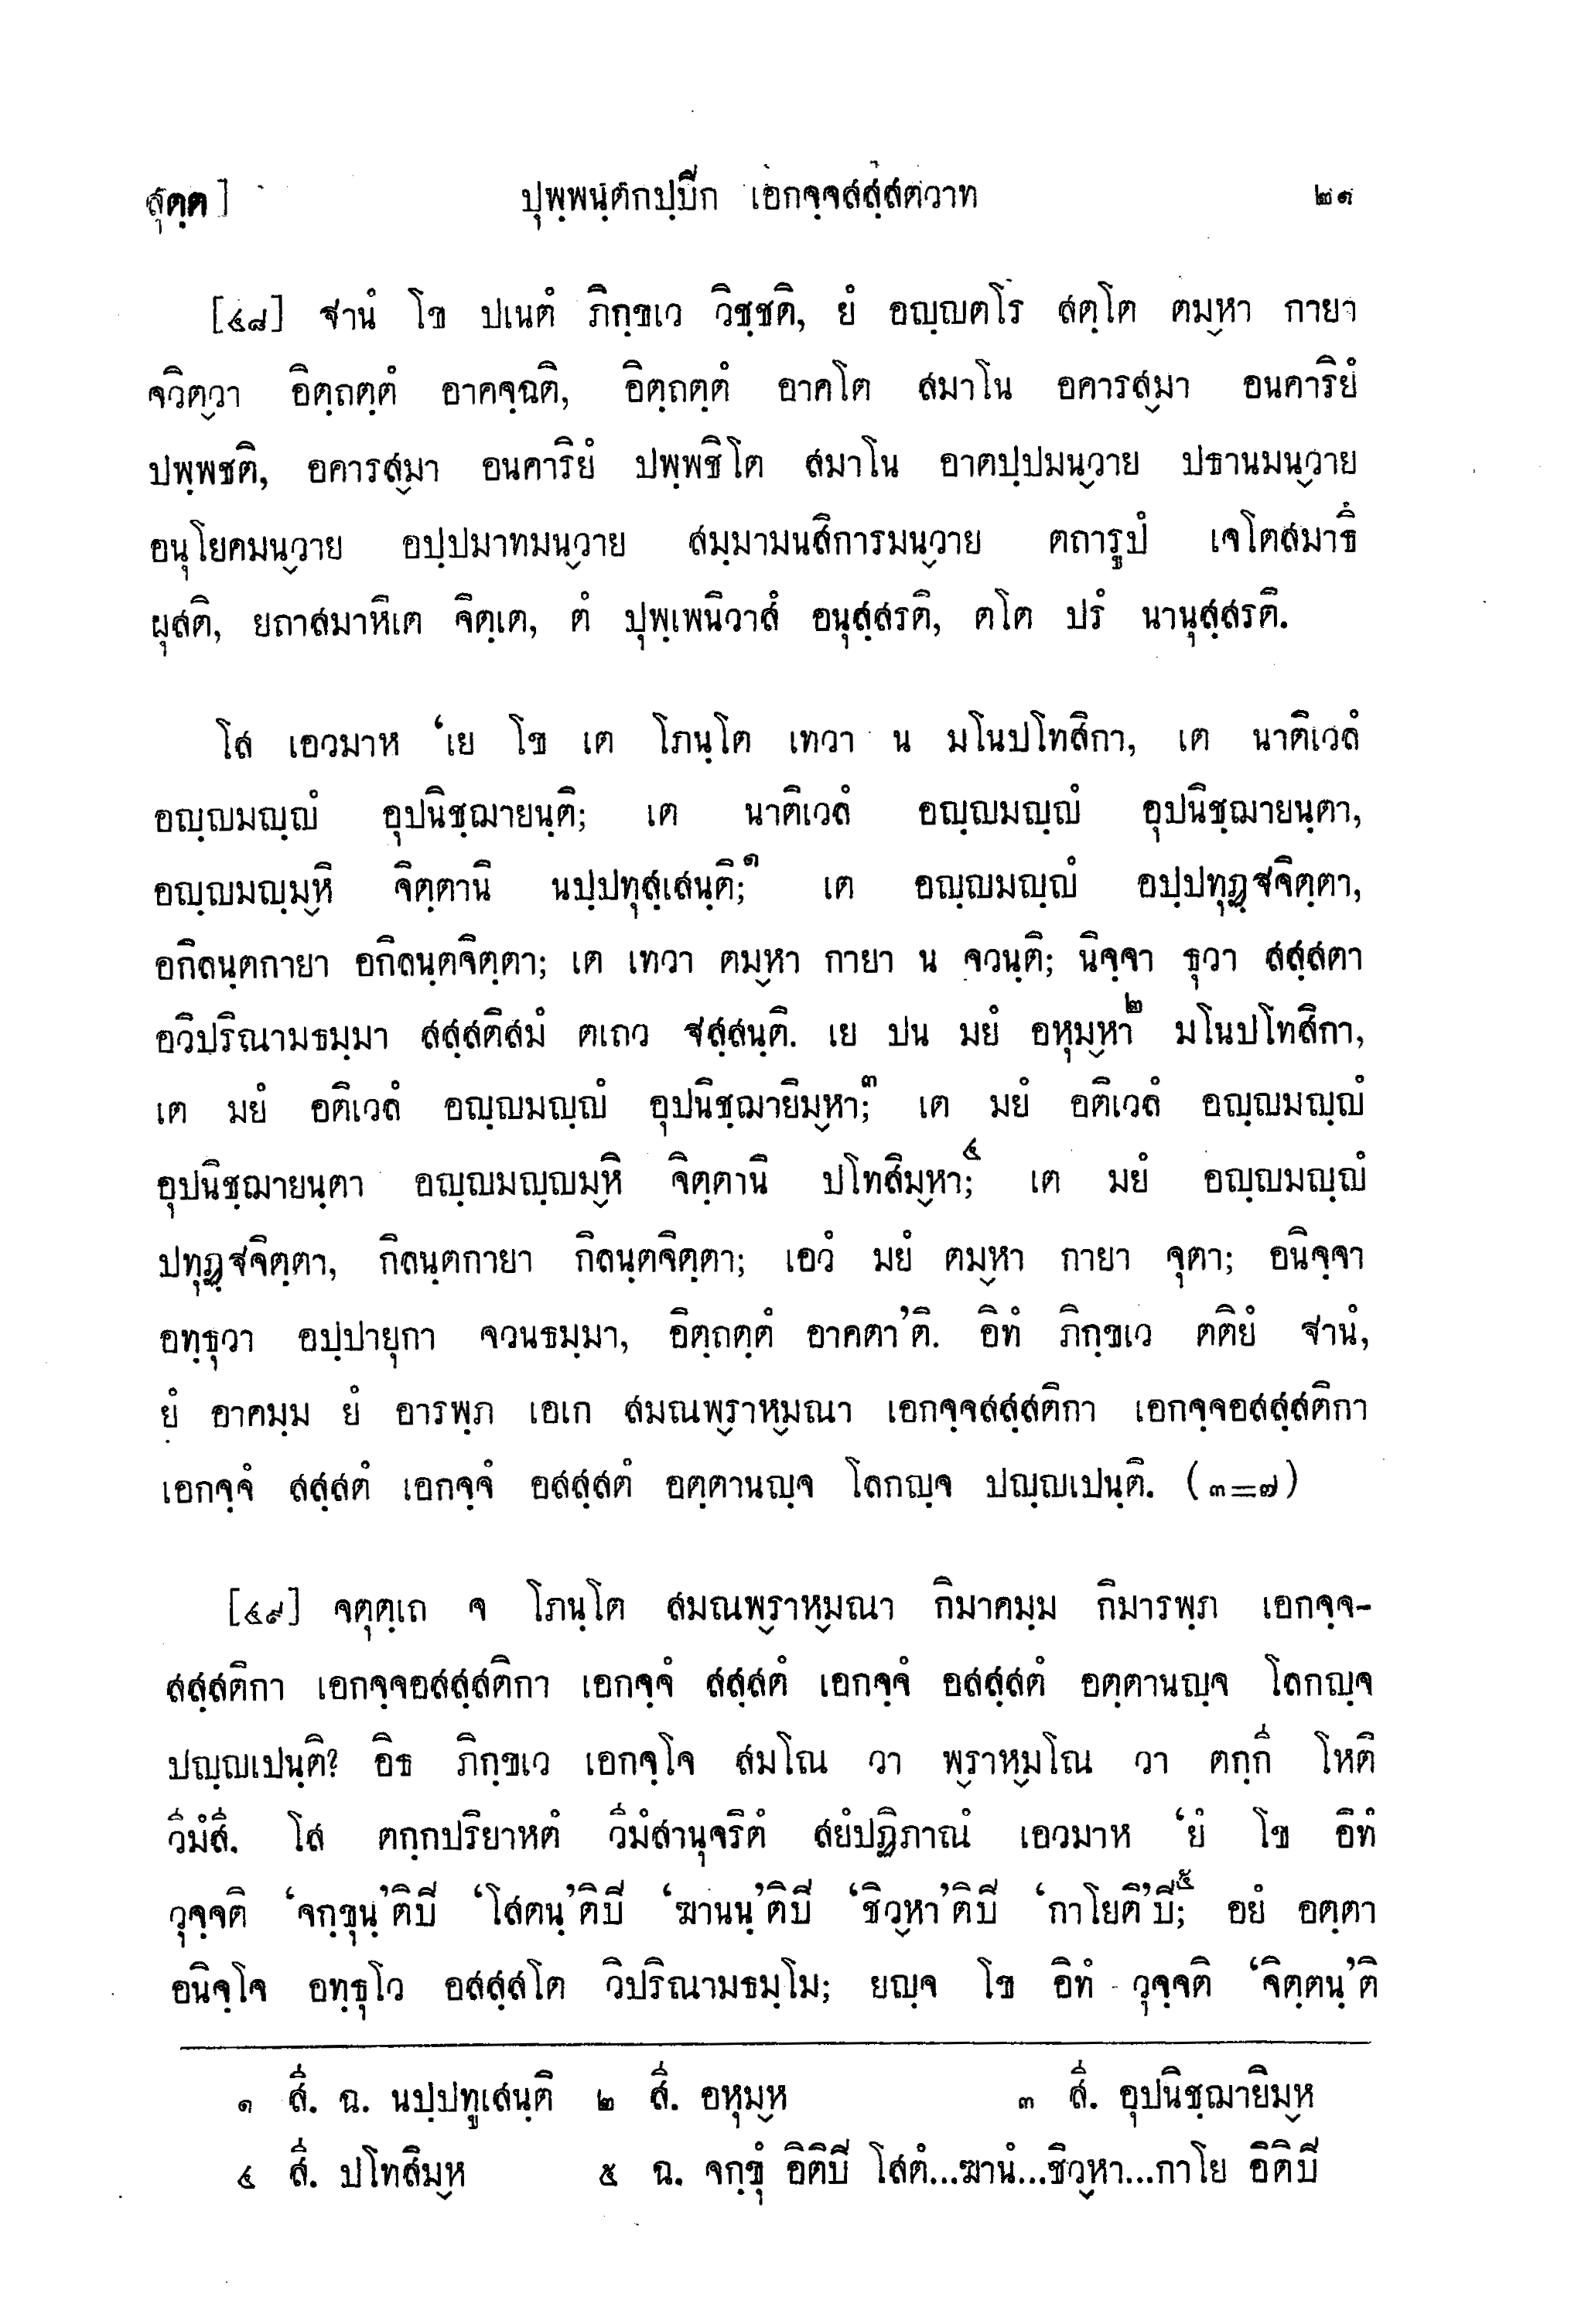 สุตฺต] ปุพฺพนฺตกปฺปิก เอกจฺจสสฺสตวาท ๒๑
[๔๘] ฐานํ โข ปเนตํ ภิกฺขเว วิชฺชติ, ยํ อญฺญตโร สตฺโต ตม๎หา กายา
จวิต๎วา อิตฺถตฺตํ อาคจฺฉติ, อิตฺถตฺตํ อาคโต สมาโน อคารส๎มา อนคาริยํ
ปพฺพชติ, อคารส๎มา อนคาริยํ ปพฺพชิโต สมาโน อาตปฺปมน๎วาย ปธานมน๎วาย
อนุโยคมน๎วาย อปฺปมาทมน๎วาย สมฺมามนสิการมน๎วาย ตถารูปํ เจโตสมาธึ
ผุสติ, ยถาสมาหิเต จิตฺเต, ตํ ปุพฺเพนิวาสํ อนุสฺสรติ, ตโต ปรํ นานุสฺสรติ.
โส เอวมาห ‘เย โข เต โภนฺโต เทวา น มโนปโทสิกา, เต นาติเวลํ
อญฺญมญฺญํ อุปนิชฺฌายนฺติ; เต นาติเวลํ อญฺญมญฺญํ อุปนิชฺฌายนฺตา,
อญฺญมญฺม๎หิ จิตฺตานิ นปฺปทุสฺเสนฺติ;๑ เต อญฺญมญฺญํ อปฺปทุฏฺฐจิตฺตา,
อกิลนฺตกายา อกิลนฺตจิตฺตา; เต เทวา ตม๎หา กายา น จวนฺติ; นิจฺจา ธุวา สสฺสตา
อวิปริณามธมฺมา สสฺสติสมํ ตเถว ฐสฺสนฺติ. เย ปน มยํ อหุม๎หา๒ มโนปโทสิกา,
เต มยํ อติเวลํ อญฺญมญฺญํ อุปนิชฺฌายิม๎หา;๓ เต มยํ อติเวลํ อญฺญมญฺญํ
อุปนิชฺฌายนฺตา อญฺญมญฺญม๎หิ จิตฺตานิ ปโทสิม๎หา;๔ เต มยํ อญฺญมญฺญํ
ปทุฏฺฐจิตฺตา, กิลนฺตกายา กิลนฺตจิตฺตา; เอวํ มยํ ตม๎หา กายา จุตา; อนิจฺจา
อทฺธุวา อปฺปายุกา จวนธมฺมา, อิตฺถตฺตํ อาคตา’ติ. อิทํ ภิกฺขเว ตติยํ ฐานํ,
ยํ อาคมฺม ยํ อารพฺภ เอเก สมณพ๎ราห๎มณา เอกจฺจสสฺสติกา เอกจฺจอสสฺสติกา
เอกจฺจํ สสฺสตํ เอกจฺจํ อสสฺสตํ อตฺตานญฺจ โลกญฺจ ปญฺญเปนฺติ. (๓=๗)
[๔๙] จตุตฺเถ จ โภนฺโต สมณพ๎ราห๎มณา กิมาคมฺม กิมารพฺภ เอกจฺจ-
สสฺสติกา เอกจฺจอสสฺสติกา เอกจฺจํ สสฺสตํ เอกจฺจํ อสสฺสตํ อตฺตานญฺจ โลกญฺจ
ปญฺญเปนฺติ? อิธ ภิกฺขเว เอกจฺโจ สมโณ วา พ๎ราห๎มโณ วา ตกฺกี โหติ
วีมํสี. โส ตกฺกปริยาหตํ วีมํสานุจริตํ สยํปฏิภาณํ เอวมาห ‘ยํ โข อิทํ
วุจฺจติ ‘จกฺขุนฺ’ติปิ ‘โสตนฺ’ติปิ ‘ฆานนฺ’ติปิ ‘ชิว๎หา’ติปิ ‘กาโยติ’ปิ;๕ อยํ อตฺตา
อนิจฺโจ อทฺธุโว อสสฺสโต วิปริณามธมฺโม; ยญฺจ โข อิทํ วุจฺจติ ‘จิตฺตนฺ’ติ
๑ สี. ฉ. นปฺปทูเสนฺติ ๒ สี. อหุม๎ห ๓ สี. อุปนิชฺฌายิม๎ห
๔ สี. ปโทสิม๎ห ๕ ฉ. จกฺขุํ อิติปิ โสตํ...ฆานํ...ชิว๎หา...กาโย อิติปิ